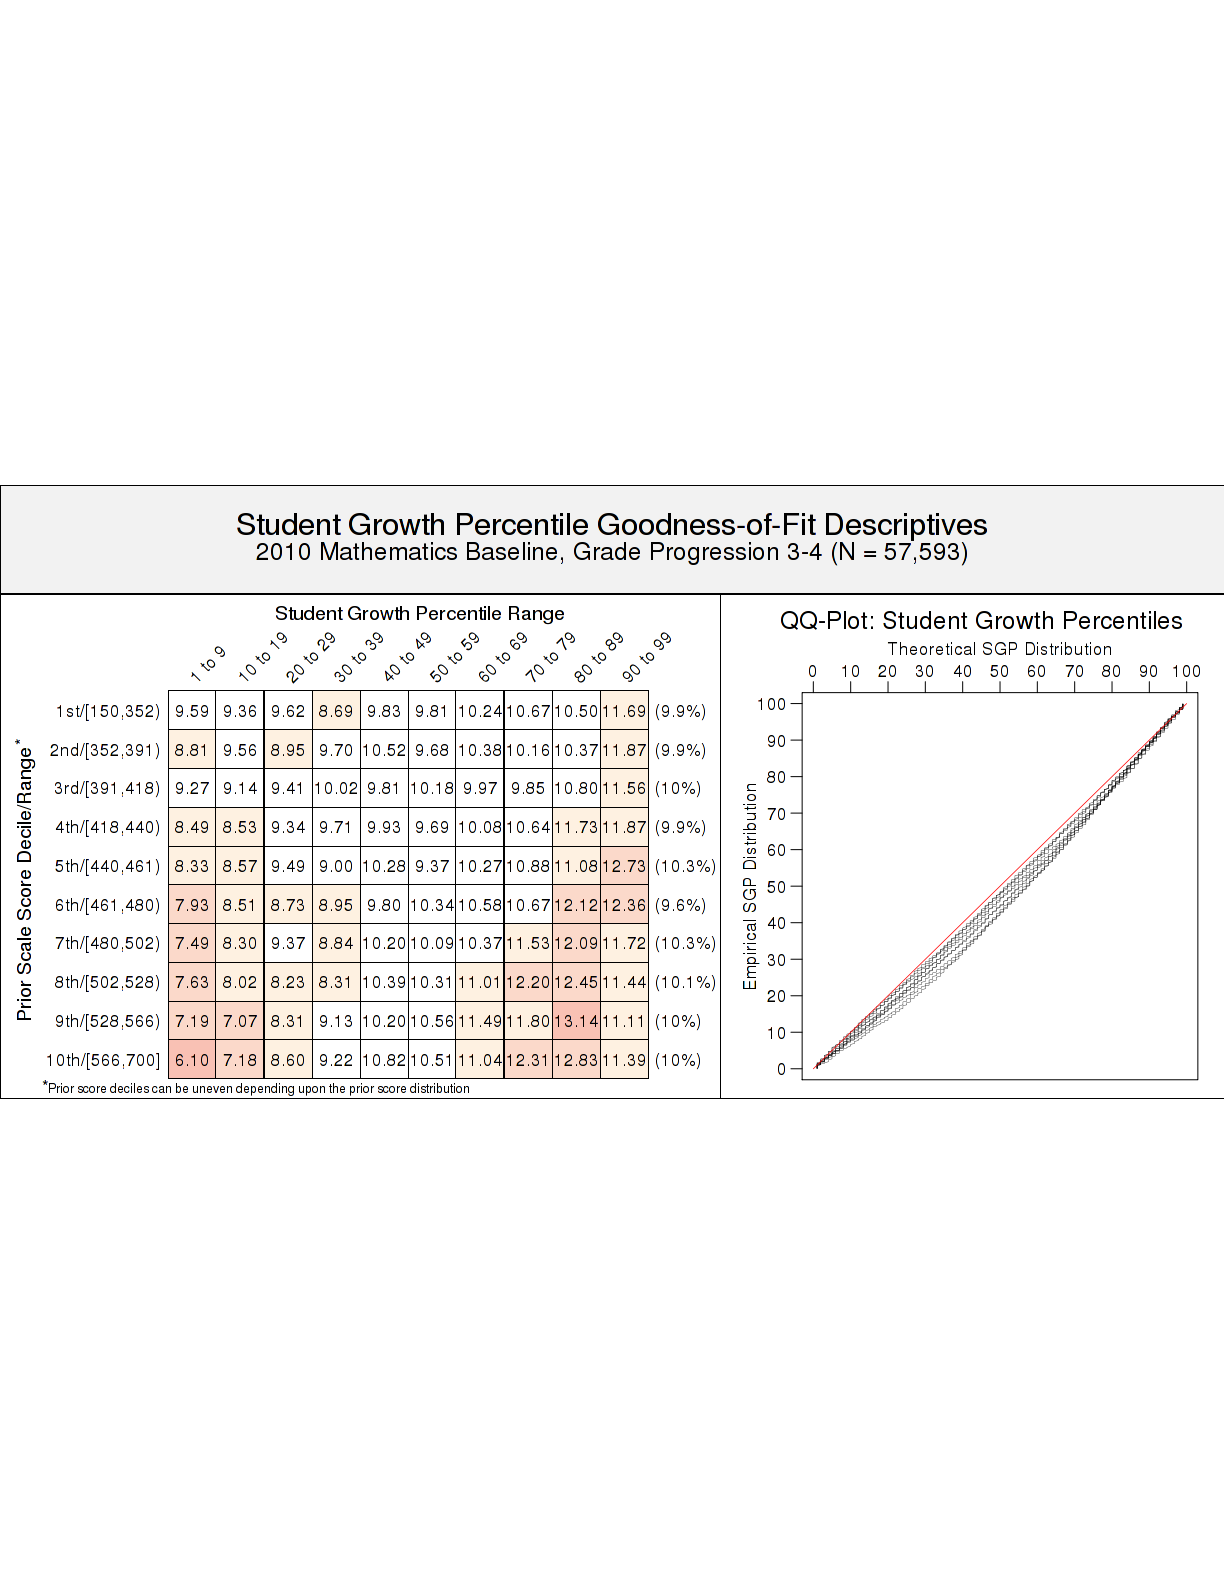 Student Growth Percentile Goodness-of-Fit Descriptives
2010 Mathematics Baseline, Grade Progression 3-4 (N = 57,593)
Student Growth Percentile Range
1 to 9 10 to 19 20 to 29 30 to 39 40 to 49 50 to 59 60 to 69 70 to 79 80 to 89 90 to 99
Prior Scale Score Decile/Range*
1st/[150,352) 9.59 9.36 9.62 8.69 9.83 9.81 10.24 10.67 10.50 11.69 (9.9%)
2nd/[352,391) 8.81 9.56 8.95 9.70 10.52 9.68 10.38 10.16 10.37 11.87 (9.9%)
3rd/[391,418) 9.27 9.14 9.41 10.02 9.81 10.18 9.97 9.85 10.80 11.56 (10%)
4th/[418,440) 8.49 8.53 9.34 9.71 9.93 9.69 10.08 10.64 11.73 11.87 (9.9%)
5th/[440,461) 8.33 8.57 9.49 9.00 10.28 9.37 10.27 10.88 11.08 12.73 (10.3%)
6th/[461,480) 7.93 8.51 8.73 8.95 9.80 10.34 10.58 10.67 12.12 12.36 (9.6%)
7th/[480,502) 7.49 8.30 9.37 8.84 10.20 10.09 10.37 11.53 12.09 11.72 (10.3%)
8th/[502,528) 7.63 8.02 8.23 8.31 10.39 10.31 11.01 12.20 12.45 11.44 (10.1%)
9th/[528,566) 7.19 7.07 8.31 9.13 10.20 10.56 11.49 11.80 13.14 11.11 (10%)
10th/[566,700] 6.10 7.18 8.60 9.22 10.82 10.51 11.04 12.31 12.83 11.39 (10%)
*Prior score deciles can be uneven depending upon the prior score distribution
QQ-Plot: Student Growth Percentiles
Theoretical SGP Distribution
0 10 20 30 40 50 60 70 80 90 100
Empirical SGP Distribution
100
90
80
70
60
50
40
30
20
10
0